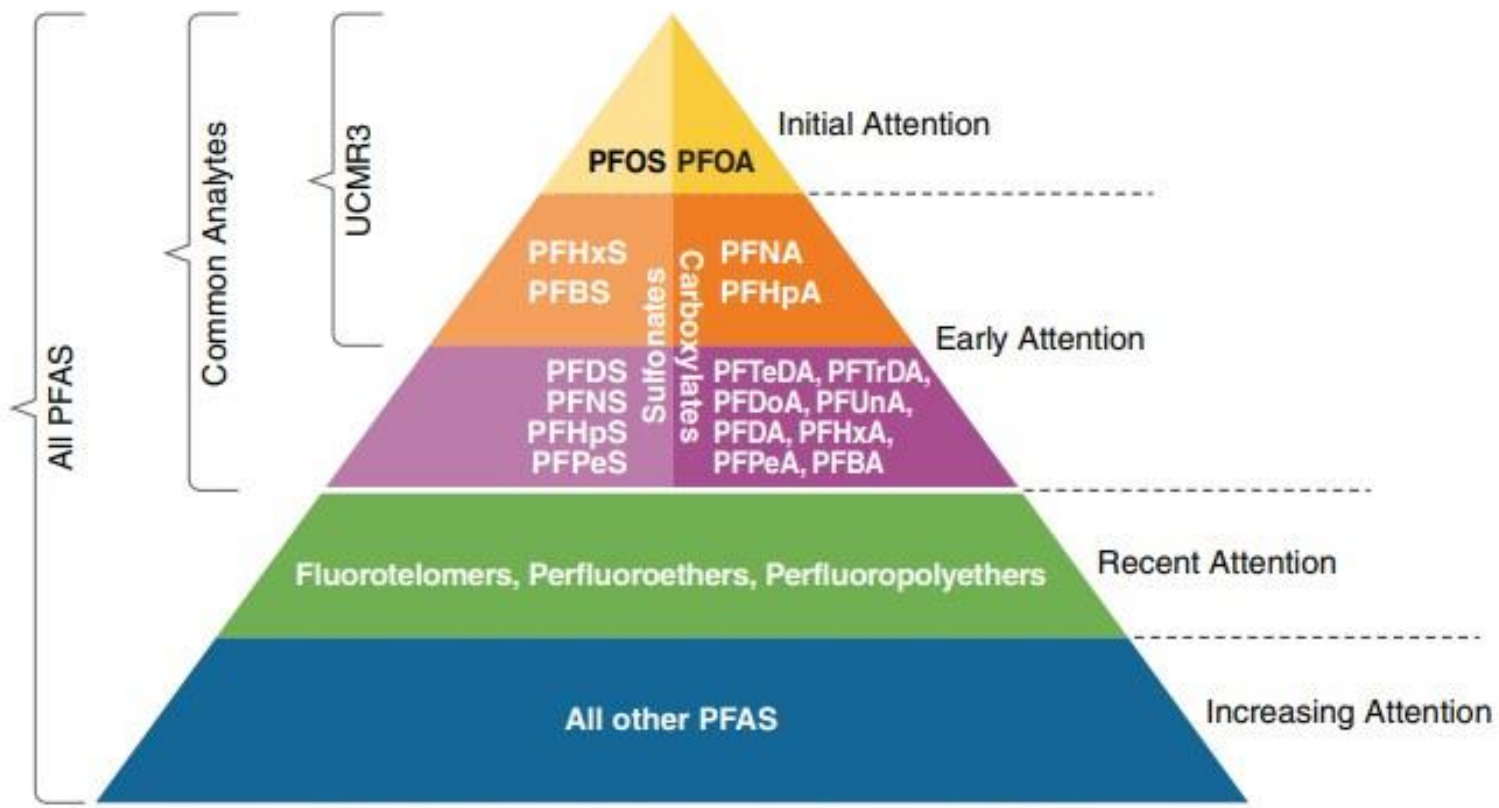 All PFAS
Common Analytes
UCMR3
Initial Attention
PFOS PFOA
PFHxS
PFBS
Sulfonates
Carboxylates
PFNA
PFHpA
Early Attention
PFDS
PFNS
PFHpS
PFPeS
PFTeDA, PFTrDA,
PFDoA, PFUnA,
PFDA, PFHxA,
PFPeA, PFBA
Fluorotelomers, Perfluoroethers, Perfluoropolyethers
Recent Attention
All other PFAS
Increasing Attention